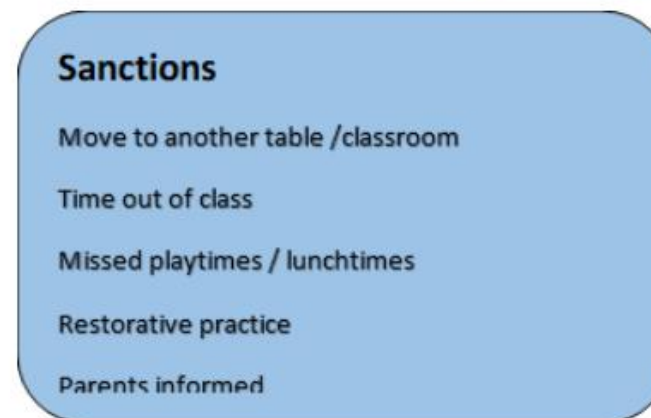 Sanctions
Move to another table /classroom
Time out of class
Missed playtimes / lunchtimes
Restorative practice
Parents informed